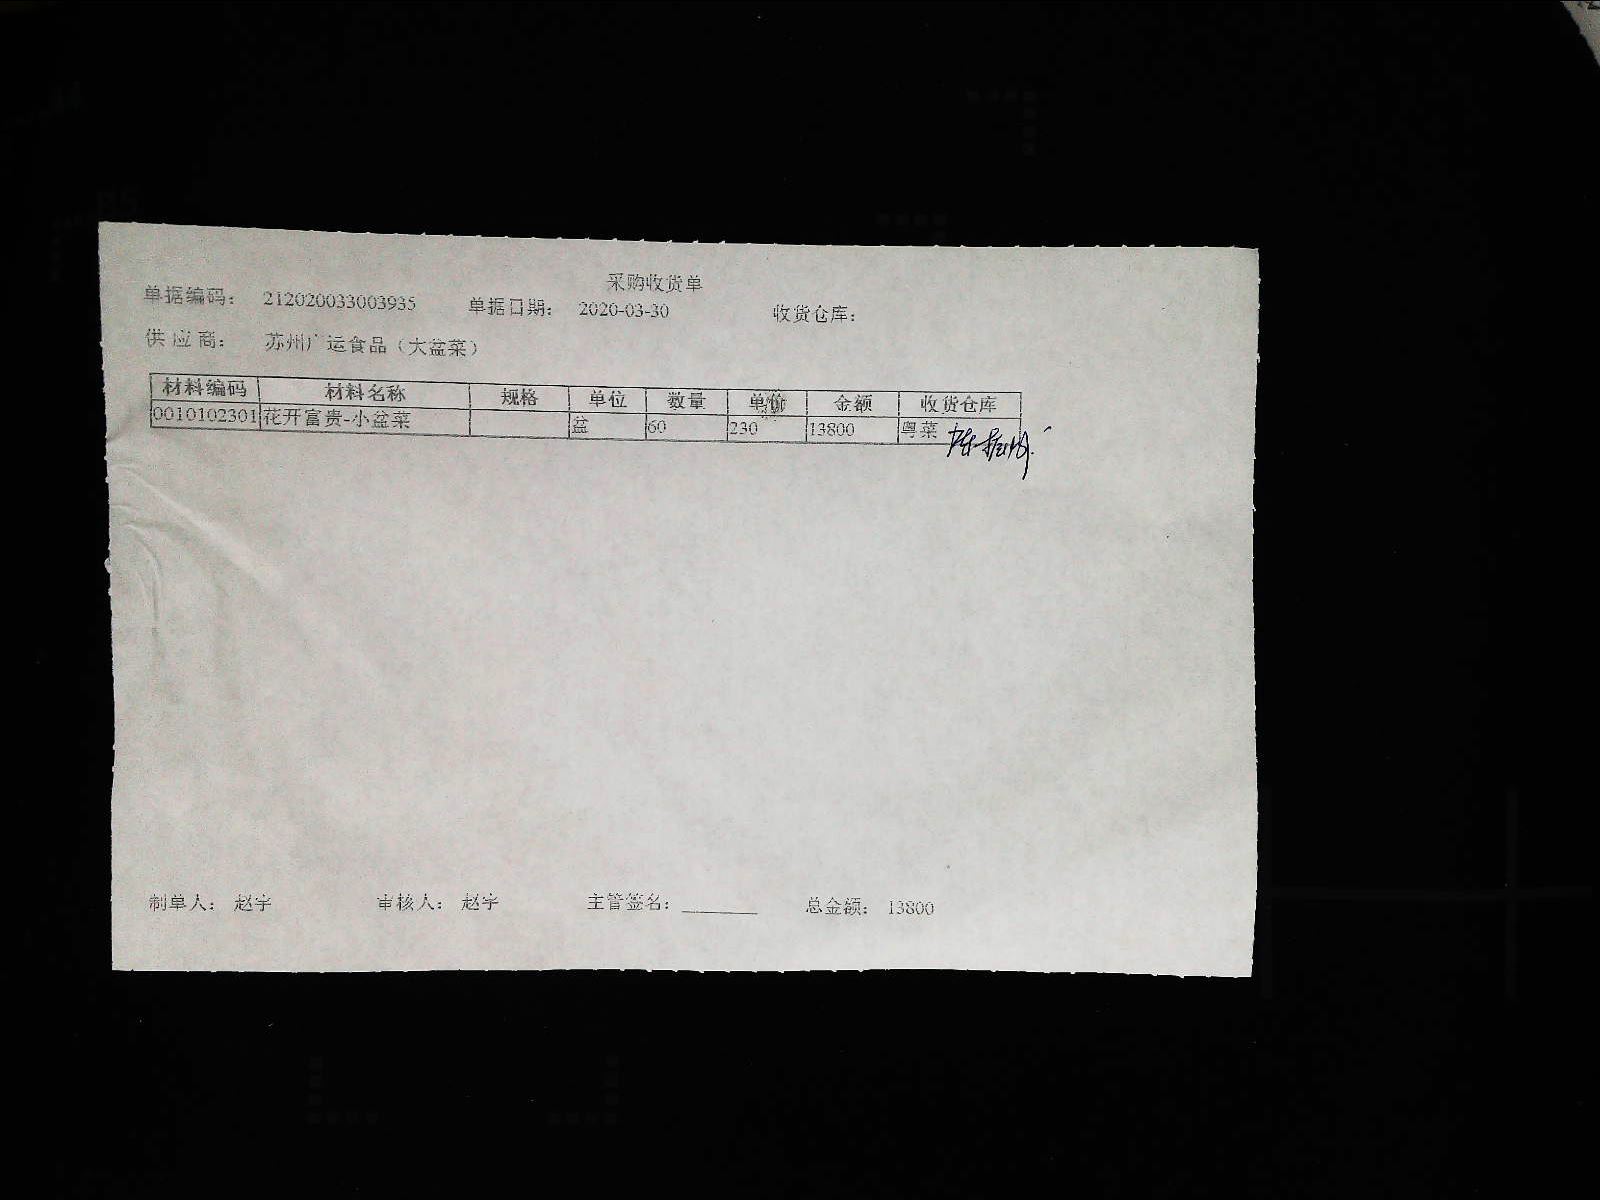 采购收货单
单据编码： 212020033003935 单据日期： 2020-03-30 收货仓库：
供 应 商： 苏州广运食品（大盆菜）
材料编码 材料名称 规格 单位 数量 单价 金额 收货仓库
0010102301 花开富贵-小盆菜 盆 60 230 13800 粤菜
制单人： 赵宇 审核人： 赵宇 主管签名： 总金额： 13800